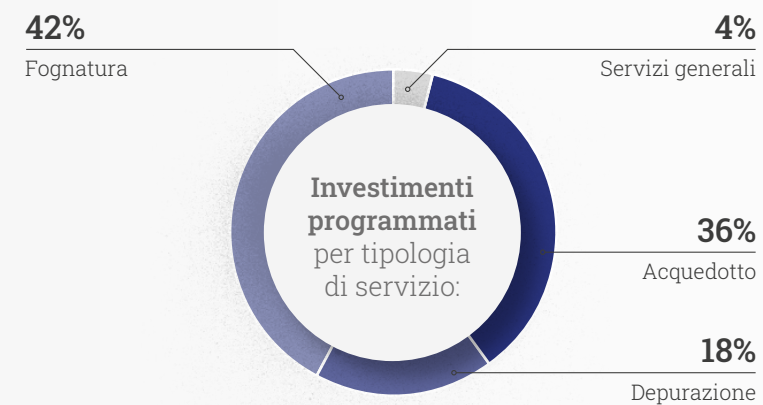 42%
Fognatura
4%
Servizi generali
Investimenti
programmati
per tipologia
di servizio:
36%
Acquedotto
18%
Depurazione